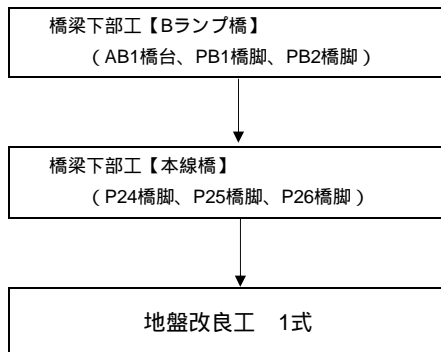 橋梁下部工【Bランプ橋】
（AB1橋台、PB1橋脚、PB2橋脚）
橋梁下部工【本線橋】
（P24橋脚、P25橋脚、P26橋脚）
地盤改良工　1式